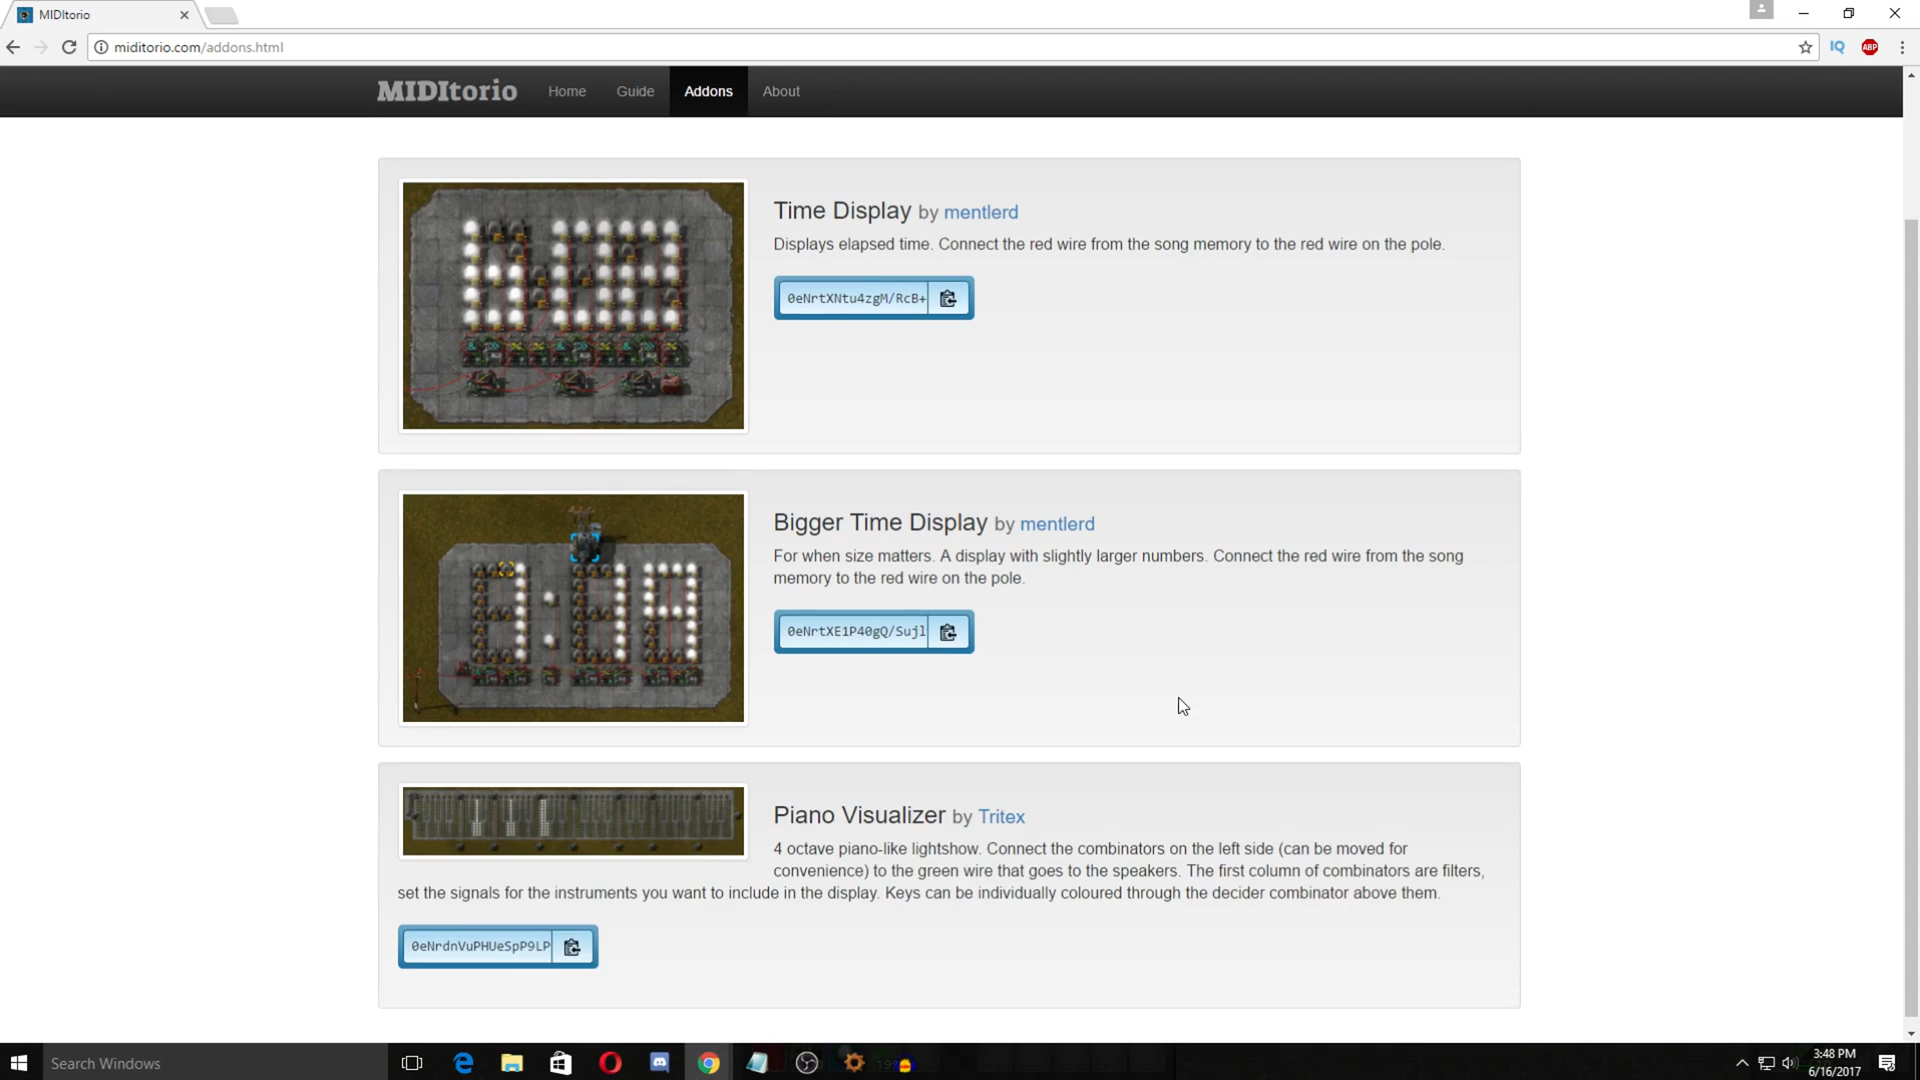 MIDItorio
miditorio.com/addons.html
IQ
ABP
MIDItorio
Home
Guide
Addons
About
Time Display by mentlerd
Displays elapsed time. Connect the red wire from the song memory to the red wire on the pole.
0eNrtXNtu4zgM/RcB+
Bigger Time Display by mentlerd
For when size matters. A display with slightly larger numbers. Connect the red wire from the song
memory to the red wire on the pole.
0eNrtXE1P40gQ/Sujl
Piano Visualizer by Tritex
4 octave piano-like lightshow. Connect the combinators on the left side (can be moved for
convenience) to the green wire that goes to the speakers. The first column of combinators are filters,
set the signals for the instruments you want to include in the display. Keys can be individually coloured through the decider combinator above them.
0eNrdnVuPHUeSpP9LP
Search Windows
3:48 PM
6/16/2017